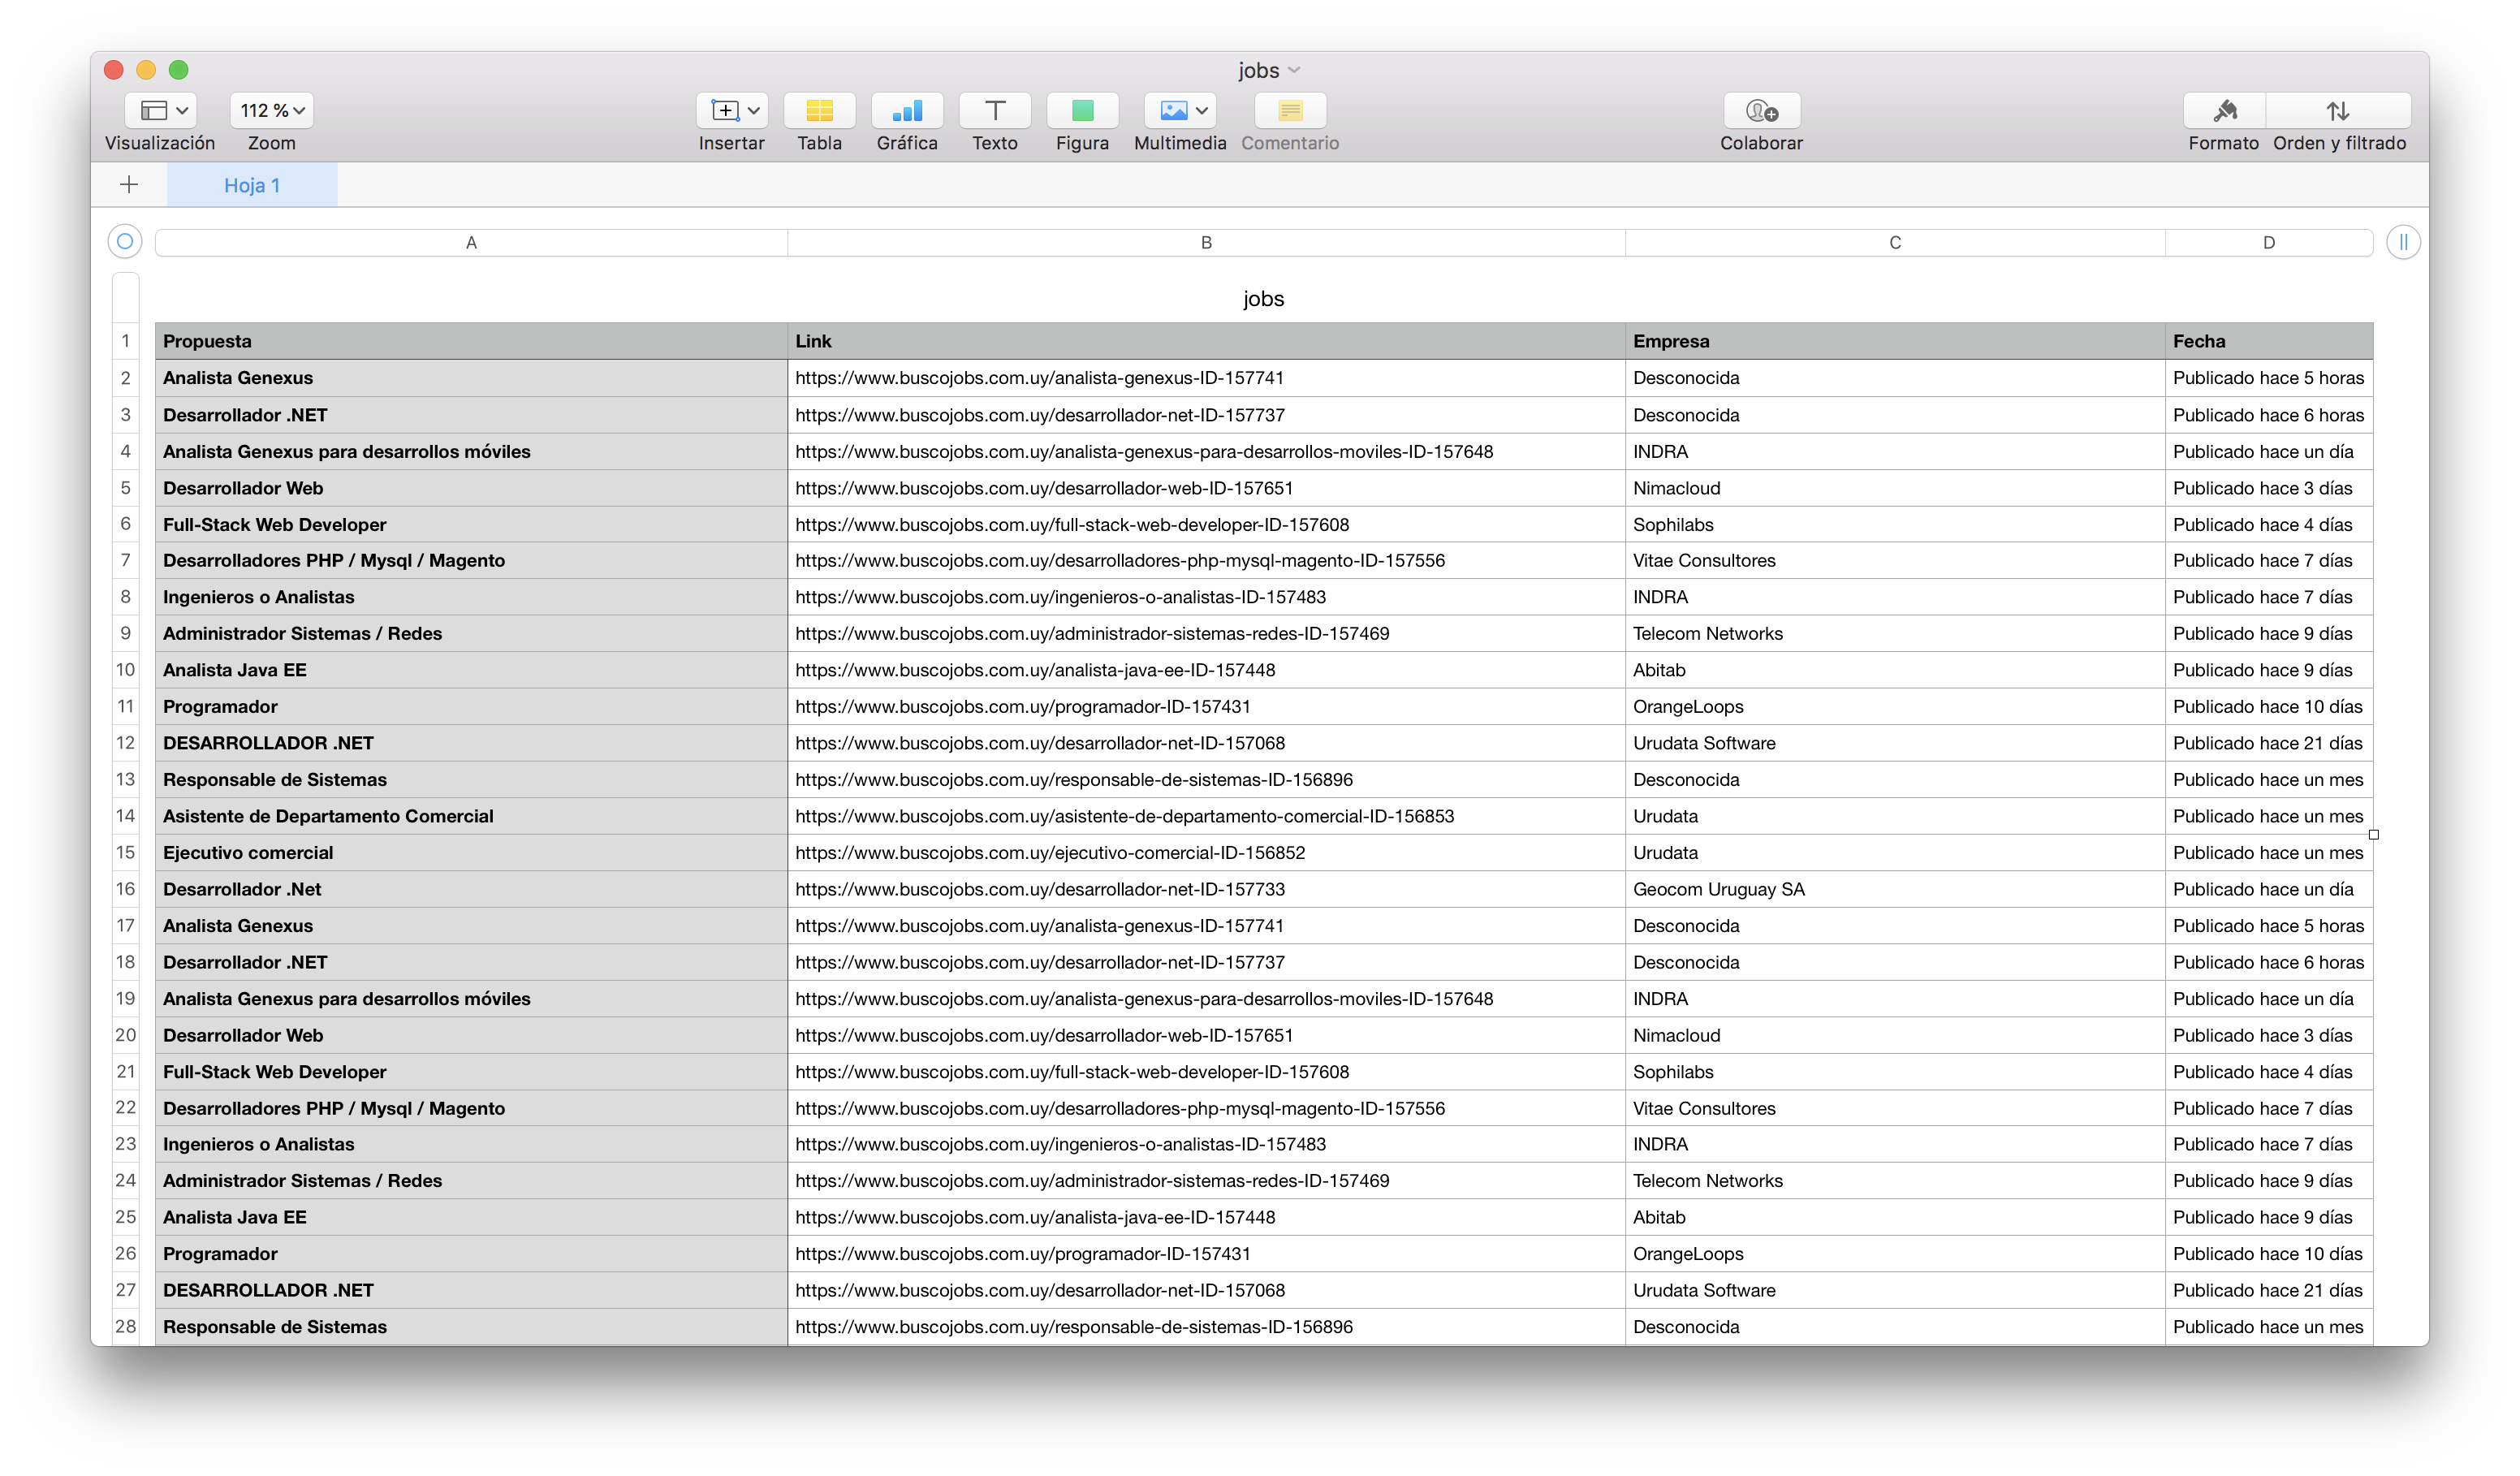 jobs
112 %
Visualización Zoom Insertar Tabla Gráfica Texto Figura Multimedia Comentario Colaborar Formato Orden y filtrado
Hoja 1
A B C D
jobs
1 Propuesta Link Empresa Fecha
2 Analista Genexus https://www.buscojobs.com.uy/analista-genexus-ID-157741 Desconocida Publicado hace 5 horas
3 Desarrollador .NET https://www.buscojobs.com.uy/desarrollador-net-ID-157737 Desconocida Publicado hace 6 horas
4 Analista Genexus para desarrollos móviles https://www.buscojobs.com.uy/analista-genexus-para-desarrollos-moviles-ID-157648 INDRA Publicado hace un día
5 Desarrollador Web https://www.buscojobs.com.uy/desarrollador-web-ID-157651 Nimacloud Publicado hace 3 días
6 Full-Stack Web Developer https://www.buscojobs.com.uy/full-stack-web-developer-ID-157608 Sophilabs Publicado hace 4 días
7 Desarrolladores PHP / Mysql / Magento https://www.buscojobs.com.uy/desarrolladores-php-mysql-magento-ID-157556 Vitae Consultores Publicado hace 7 días
8 Ingenieros o Analistas https://www.buscojobs.com.uy/ingenieros-o-analistas-ID-157483 INDRA Publicado hace 7 días
9 Administrador Sistemas / Redes https://www.buscojobs.com.uy/administrador-sistemas-redes-ID-157469 Telecom Networks Publicado hace 9 días
10 Analista Java EE https://www.buscojobs.com.uy/analista-java-ee-ID-157448 Abitab Publicado hace 9 días
11 Programador https://www.buscojobs.com.uy/programador-ID-157431 OrangeLoops Publicado hace 10 días
12 DESARROLLADOR .NET https://www.buscojobs.com.uy/desarrollador-net-ID-157068 Urudata Software Publicado hace 21 días
13 Responsable de Sistemas https://www.buscojobs.com.uy/responsable-de-sistemas-ID-156896 Desconocida Publicado hace un mes
14 Asistente de Departamento Comercial https://www.buscojobs.com.uy/asistente-de-departamento-comercial-ID-156853 Urudata Publicado hace un mes
15 Ejecutivo comercial https://www.buscojobs.com.uy/ejecutivo-comercial-ID-156852 Urudata Publicado hace un mes
16 Desarrollador .Net https://www.buscojobs.com.uy/desarrollador-net-ID-157733 Geocom Uruguay SA Publicado hace un día
17 Analista Genexus https://www.buscojobs.com.uy/analista-genexus-ID-157741 Desconocida Publicado hace 5 horas
18 Desarrollador .NET https://www.buscojobs.com.uy/desarrollador-net-ID-157737 Desconocida Publicado hace 6 horas
19 Analista Genexus para desarrollos móviles https://www.buscojobs.com.uy/analista-genexus-para-desarrollos-moviles-ID-157648 INDRA Publicado hace un día
20 Desarrollador Web https://www.buscojobs.com.uy/desarrollador-web-ID-157651 Nimacloud Publicado hace 3 días
21 Full-Stack Web Developer https://www.buscojobs.com.uy/full-stack-web-developer-ID-157608 Sophilabs Publicado hace 4 días
22 Desarrolladores PHP / Mysql / Magento https://www.buscojobs.com.uy/desarrolladores-php-mysql-magento-ID-157556 Vitae Consultores Publicado hace 7 días
23 Ingenieros o Analistas https://www.buscojobs.com.uy/ingenieros-o-analistas-ID-157483 INDRA Publicado hace 7 días
24 Administrador Sistemas / Redes https://www.buscojobs.com.uy/administrador-sistemas-redes-ID-157469 Telecom Networks Publicado hace 9 días
25 Analista Java EE https://www.buscojobs.com.uy/analista-java-ee-ID-157448 Abitab Publicado hace 9 días
26 Programador https://www.buscojobs.com.uy/programador-ID-157431 OrangeLoops Publicado hace 10 días
27 DESARROLLADOR .NET https://www.buscojobs.com.uy/desarrollador-net-ID-157068 Urudata Software Publicado hace 21 días
28 Responsable de Sistemas https://www.buscojobs.com.uy/responsable-de-sistemas-ID-156896 Desconocida Publicado hace un mes